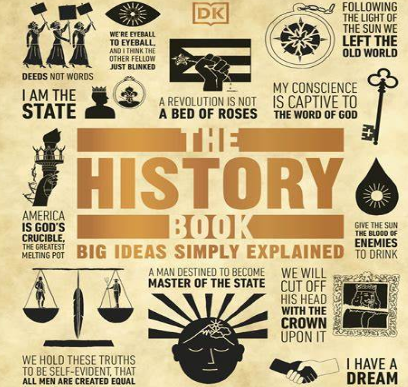 DK
DEEDS NOT WORDS
WE'RE EYEBALL
TO EYEBALL,
AND I THINK THE
OTHER FELLOW
JUST BLINKED
FOLLOWING
THE LIGHT OF
THE SUN WE
LEFT THE
OLD WORLD
I AM THE
STATE
A REVOLUTION IS NOT
A BED OF ROSES
MY CONSCIENCE
IS CAPTIVE TO
THE WORD OF GOD
THE
HISTORY
BOOK
BIG IDEAS SIMPLY EXPLAINED
AMERICA
IS GOD'S
CRUCIBLE,
THE GREATEST
MELTING POT
GIVE THE SUN
THE BLOOD OF
ENEMIES
TO DRINK
A MAN DESTINED TO BECOME
MASTER OF THE STATE
WE WILL
CUT OFF
HIS HEAD
WITH THE
CROWN
UPON IT
WE HOLD THESE TRUTHS
TO BE SELF-EVIDENT, THAT
ALL MEN ARE CREATED EQUAL
I HAVE A
DREAM